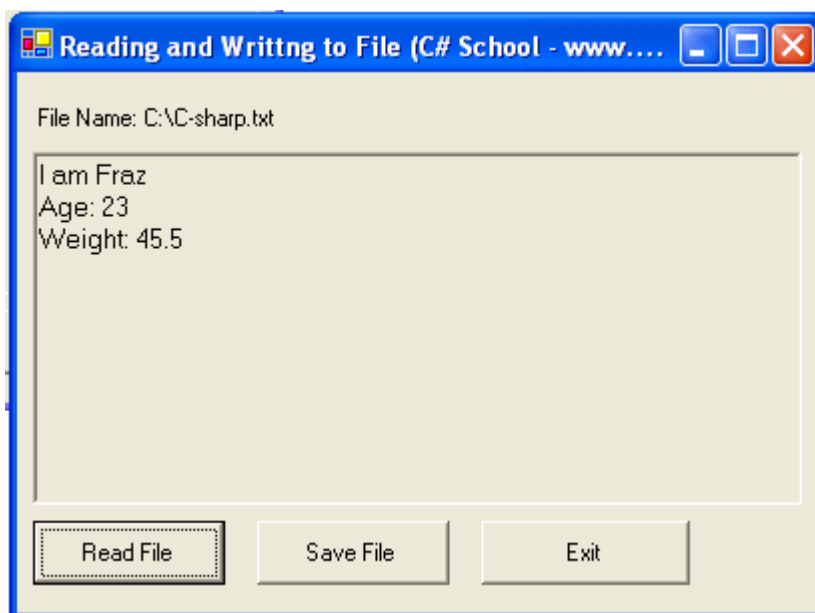 Reading and Writtng to File (C# School - www....
File Name: C:\C-sharp.txt
I am Fraz
Age: 23
Weight: 45.5
Read File Save File Exit